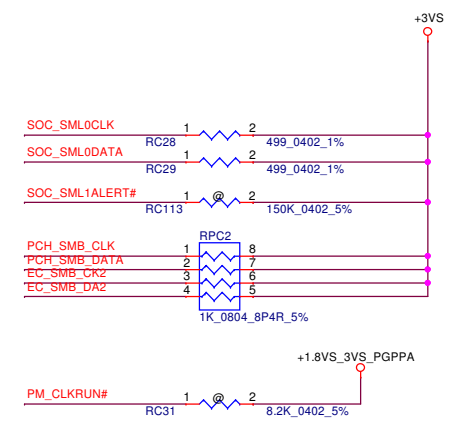 +3VS
SOC_SML0CLK 1 2
RC28 499_0402_1%
SOC_SML0DATA 1 2
RC29 499_0402_1%
SOC_SML1ALERT# 1 @ 2
RC113 150K_0402_5%
RPC2
PCH_SMB_CLK 1 8
PCH_SMB_DATA 2 7
EC_SMB_CK2 3 6
EC_SMB_DA2 4 5
1K_0804_8P4R_5%
+1.8VS_3VS_PGPPA
PM_CLKRUN# 1 @ 2
RC31 8.2K_0402_5%